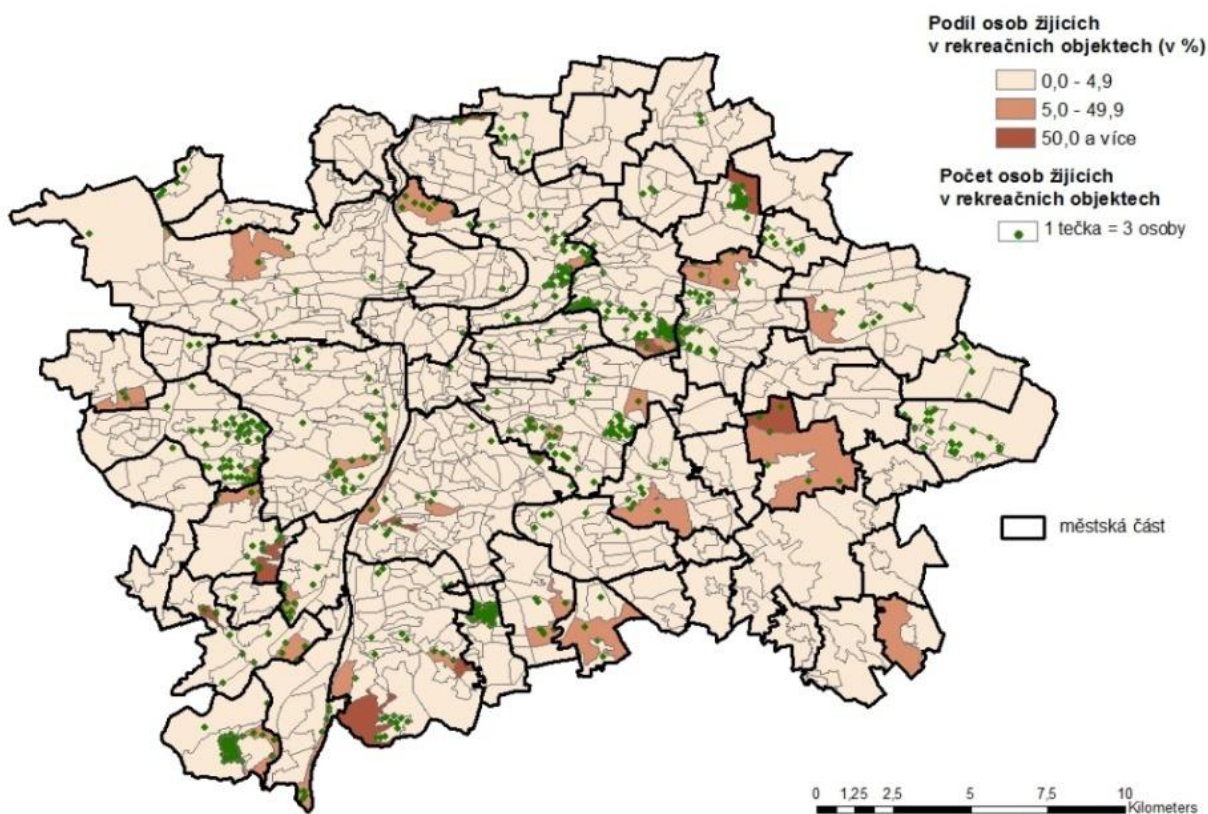 Podíl osob žijících
v rekreačních objektech (v %)
0,0 - 4,9
5,0 - 49,9
50,0 a více
Počet osob žijících
v rekreačních objektech
1 tečka = 3 osoby
městská část
0 1,25 2,5 5 7,5 10
Kilometers